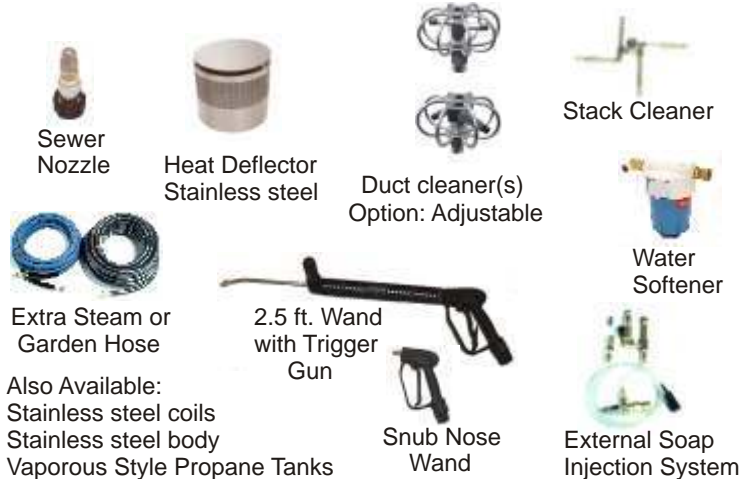 Sewer
Nozzle
Heat Deflector
Stainless steel
Duct cleaner(s)
Option: Adjustable
Stack Cleaner
Water
Softener
Extra Steam or
Garden Hose
2.5 ft. Wand
with Trigger
Gun
Also Available:
Stainless steel coils
Stainless steel body
Vaporous Style Propane Tanks
Snub Nose
Wand
External Soap
Injection System